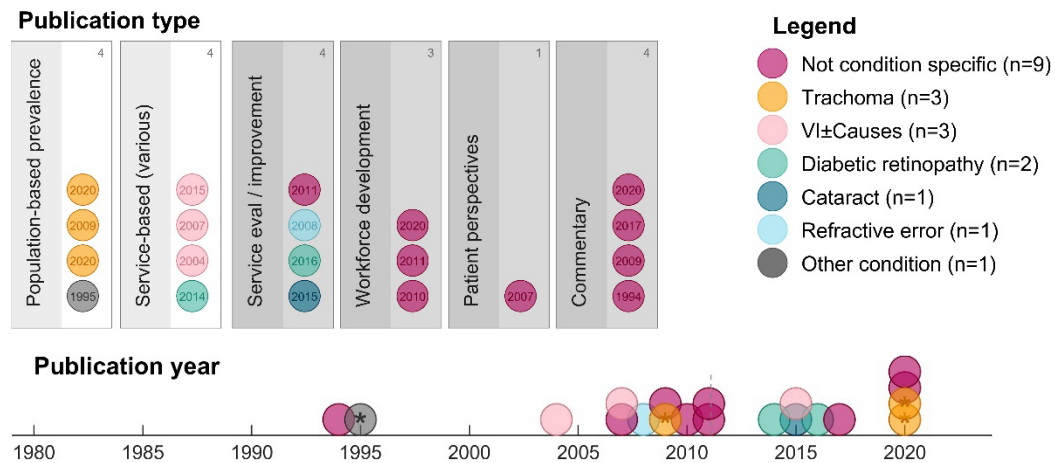 Publication type
Legend
4
4
4
3
1
4
Population-based prevalence
Service-based (various)
Service eval / improvement
Workforce development
Patient perspectives
Commentary
2020
2009
2020
1995
2015
2007
2004
2014
2011
2008
2016
2015
2020
2011
2010
2007
2020
2017
2009
1994
Not condition specific (n=9)
Trachoma (n=3)
VI±Causes (n=3)
Diabetic retinopathy (n=2)
Cataract (n=1)
Refractive error (n=1)
Other condition (n=1)
Publication year
*
*
*
*
1980
1985
1990
1995
2000
2005
2010
2015
2020